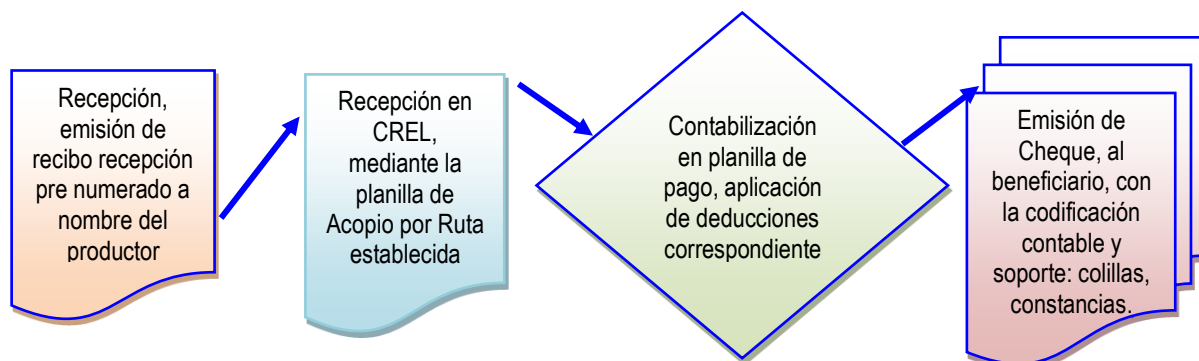 Recepción,
emisión de
recibo recepción
pre numerado a
nombre del
productor
Recepción en
CREL,
mediante la
planilla de
Acopio por Ruta
establecida
Contabilización
en planilla de
pago, aplicación
de deducciones
correspondiente
Emisión de
Cheque, al
beneficiario, con
la codificación
contable y
soporte: colillas,
constancias.